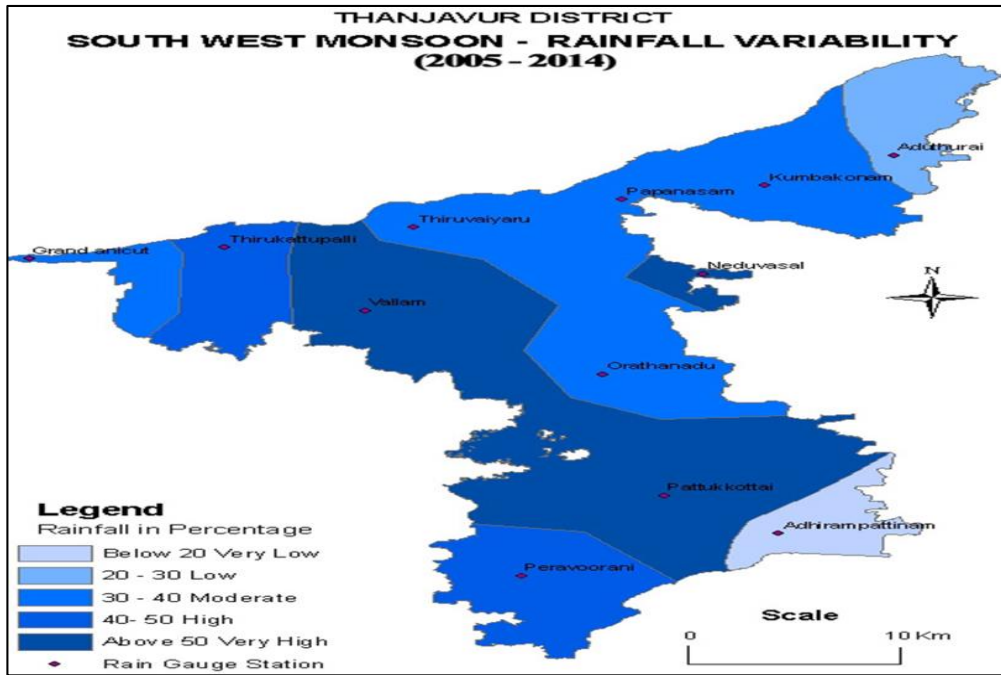 THANJAVUR DISTRICT
SOUTH WEST MONSOON - RAINFALL VARIABILITY
(2005 - 2014)
Aduthurai
Kumbakonam
Papanasam
Thiruvaiyaru
Thirukattupalli
Grand anicut
Neduvasal
N
Vallam
Orathanadu
Pattukkottai
Adhirampattinam
Peravoorani
Legend
Rainfall in Percentage
Below 20 Very Low
20 - 30 Low
30 - 40 Moderate
40- 50 High
Above 50 Very High
Rain Gauge Station
Scale
0 10 Km